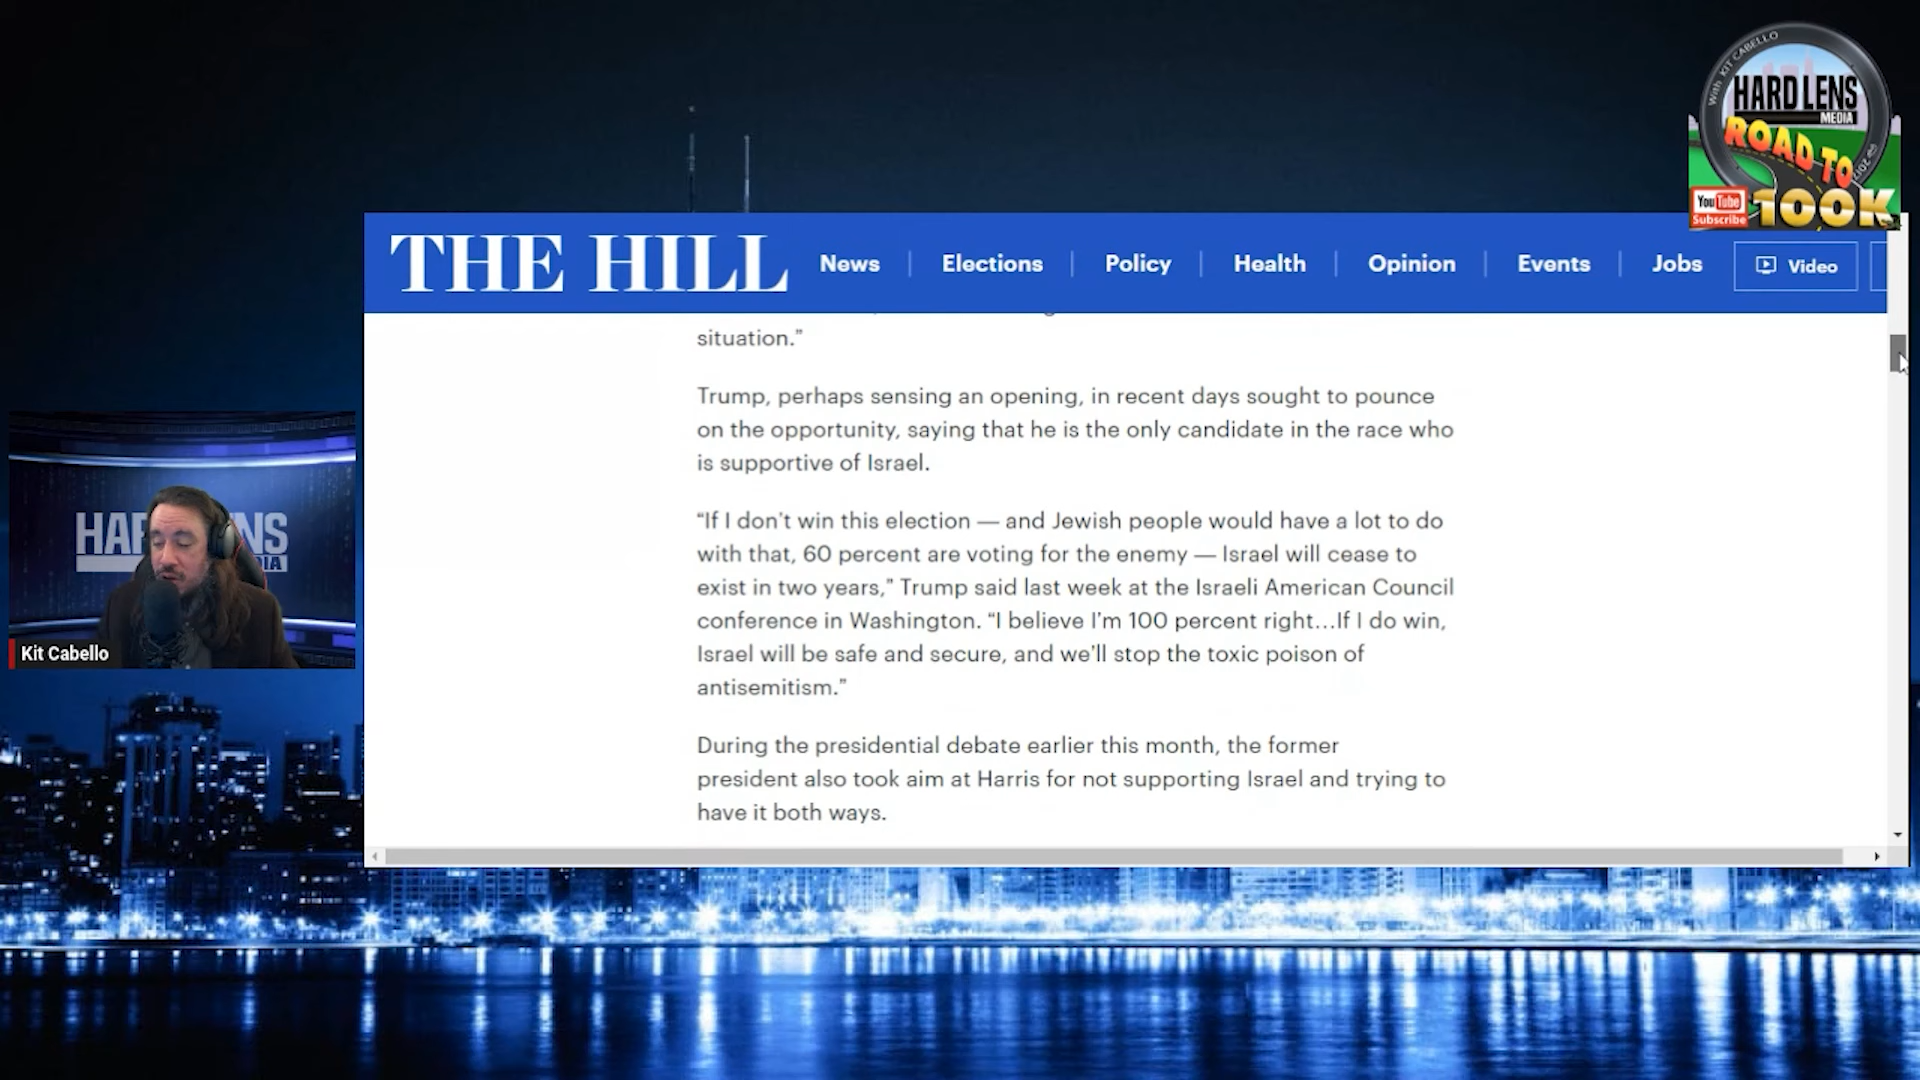 With KIT CABELLO
HARD LENS
MEDIA
ROAD TO
YouTube
Subscribe
100K
THE HILL
News
Elections
Policy
Health
Opinion
Events
Jobs
Video
situation.”
Trump, perhaps sensing an opening, in recent days sought to pounce
on the opportunity, saying that he is the only candidate in the race who
is supportive of Israel.
“If I don’t win this election — and Jewish people would have a lot to do
with that, 60 percent are voting for the enemy — Israel will cease to
exist in two years,” Trump said last week at the Israeli American Council
conference in Washington. “I believe I’m 100 percent right…If I do win,
Israel will be safe and secure, and we’ll stop the toxic poison of
antisemitism.”
During the presidential debate earlier this month, the former
president also took aim at Harris for not supporting Israel and trying to
have it both ways.
Kit Cabello